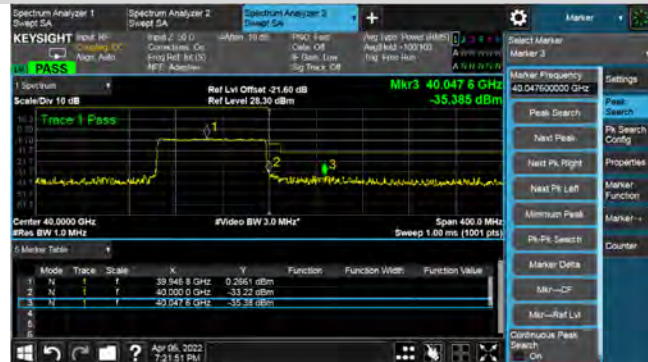 Spectrum Analyzer 1
Swept SA
Spectrum Analyzer 2
Swept SA
Spectrum Analyzer 3
Swept SA
+
Marker
KEYSIGHT
Input: RF
Coupling: DC
Align: Auto
Input Z: 50 Ω
Corrections: On
Freq Ref: Int (S)
NFE: Adaptive
#Atten: 10 dB
PNO: Fast
Gate: Off
IF Gain: Low
Sig Track: Off
Avg Type: Power (RMS)
Avg|Hold: >100/100
Trig: Free Run
PASS
Select Marker
Marker 3
1 Spectrum
Scale/Div 10 dB
Ref Lvl Offset -21.60 dB
Ref Level 28.30 dBm
Mkr3 40.047 6 GHz
-35.385 dBm
Trace 1 Pass
1
2
3
Center 40.0000 GHz
#Res BW 1.0 MHz
#Video BW 3.0 MHz*
Span 400.0 MHz
Sweep 1.00 ms (1001 pts)
Marker Frequency
40.047600000 GHz
Peak Search
Next Peak
Next Pk Right
Next Pk Left
Minimum Peak
Pk-Pk Search
Marker Delta
Mkr→CF
Mkr→Ref Lvl
Continuous Peak
Search
On
Settings
Peak
Search
Pk Search
Config
Properties
Marker
Function
Marker→
Counter
5 Marker Table
Mode Trace Scale X Y Function Function Width Function Value
1 N 1 f 39.946 8 GHz 0.2661 dBm
2 N 1 f 40.000 0 GHz -33.22 dBm
3 N 1 f 40.047 6 GHz -35.38 dBm
4
5
6
?
Apr 06, 2022
7:21:51 PM